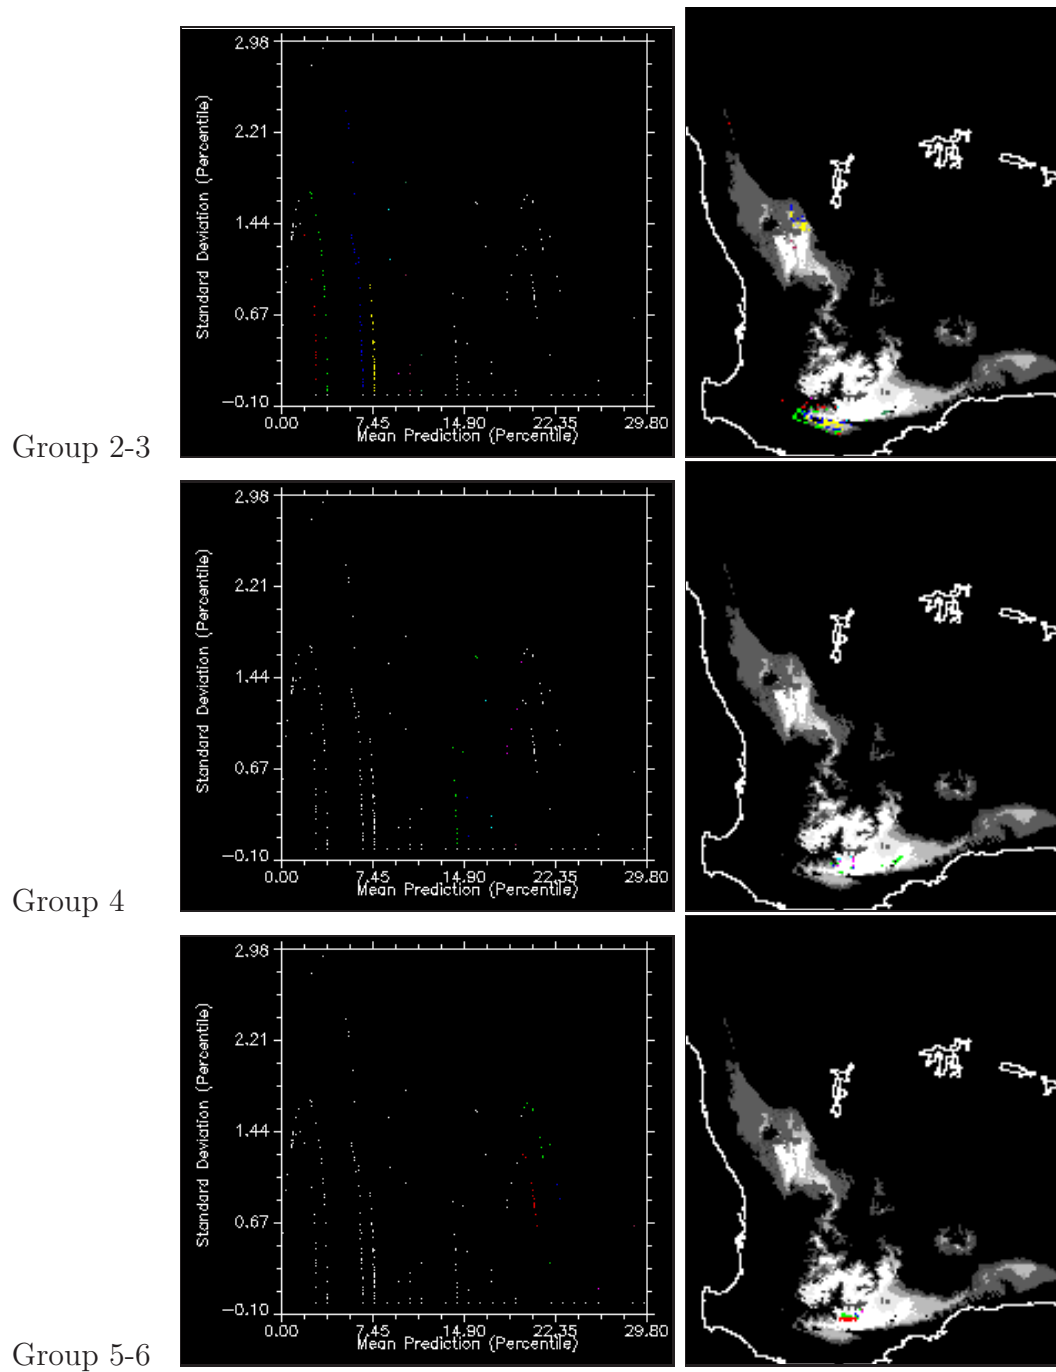 2.98
2.21
1.44
0.67
−0.10
Standard Deviation (Percentile)
0.00 7.45 14.90 22.35 29.80
Mean Prediction (Percentile)
Group 2-3
2.98
2.21
1.44
0.67
−0.10
Standard Deviation (Percentile)
0.00 7.45 14.90 22.35 29.80
Mean Prediction (Percentile)
Group 4
2.98
2.21
1.44
0.67
−0.10
Standard Deviation (Percentile)
0.00 7.45 14.90 22.35 29.80
Mean Prediction (Percentile)
Group 5-6